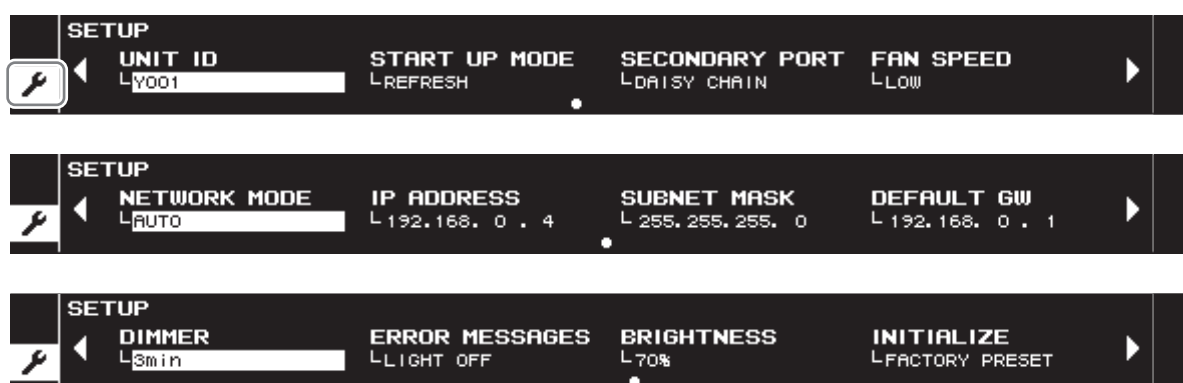 SETUP
UNIT ID START UP MODE SECONDARY PORT FAN SPEED
Y001 REFRESH DAISY CHAIN LOW
SETUP
NETWORK MODE IP ADDRESS SUBNET MASK DEFAULT GW
AUTO 192.168. 0 . 4 255.255.255. 0 192.168. 0 . 1
SETUP
DIMMER ERROR MESSAGES BRIGHTNESS INITIALIZE
3min LIGHT OFF 70% FACTORY PRESET